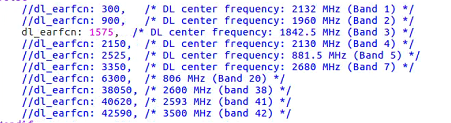 //dl_earfcn: 300, /* DL center frequency: 2132 MHz (Band 1) */
//dl_earfcn: 900, /* DL center frequency: 1960 MHz (Band 2) */
dl_earfcn: 1575, /* DL center frequency: 1842.5 MHz (Band 3) */
//dl_earfcn: 2150, /* DL center frequency: 2130 MHz (Band 4) */
//dl_earfcn: 2525, /* DL center frequency: 881.5 MHz (Band 5) */
//dl_earfcn: 3350, /* DL center frequency: 2680 MHz (Band 7) */
//dl_earfcn: 6300, /* 806 MHz (Band 20) */
//dl_earfcn: 38050, /* 2600 MHz (band 38) */
//dl_earfcn: 40620, /* 2593 MHz (band 41) */
//dl_earfcn: 42590, /* 3500 MHz (band 42) */